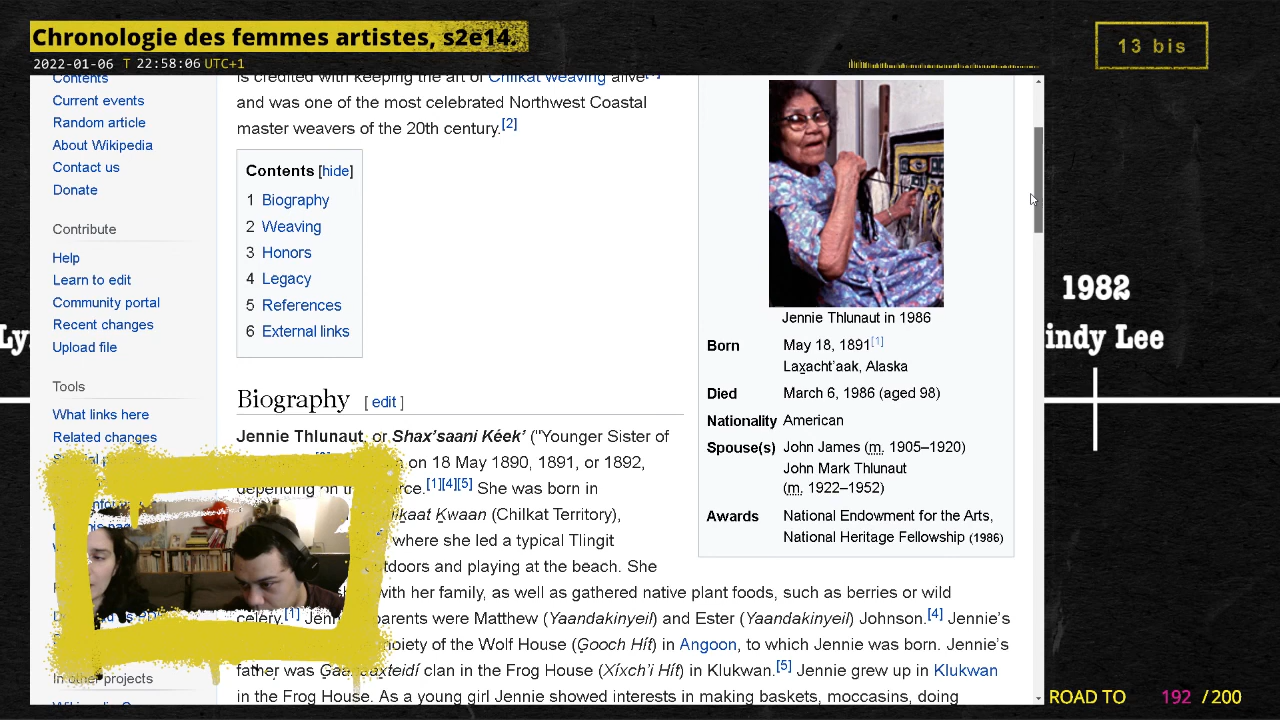 Chronologie des femmes artistes, s2e14.
2022-01-06 T 22:58:06 UTC+1
13 bis
Contents
Current events
Random article
About Wikipedia
Contact us
Donate
Contribute
Help
Learn to edit
Community portal
Recent changes
Upload file
Tools
What links here
Related changes
In other projects
is credited with keeping the art of Chilkat Weaving alive[1]
and was one of the most celebrated Northwest Coastal
master weavers of the 20th century.[2]
Contents [hide]
1 Biography
2 Weaving
3 Honors
4 Legacy
5 References
6 External links
Jennie Thlunaut in 1986
Born May 18, 1891[1]
Lax̱acht'aak, Alaska
Died March 6, 1986 (aged 98)
Nationality American
Spouse(s) John James (m. 1905–1920)
John Mark Thlunaut
(m. 1922–1952)
Awards National Endowment for the Arts,
National Heritage Fellowship (1986)
Biography [ edit ]
Jennie Thlunaut, or Shax'saani Kéek' ("Younger Sister of
on 18 May 1890, 1891, or 1892,
depending on the source.[1][4][5] She was born in
Kwaan (Chilkat Territory),
where she led a typical Tlingit
outdoors and playing at the beach. She
with her family, as well as gathered native plant foods, such as berries or wild
celery.[1] Jennie's parents were Matthew (Yaandakinyeil) and Ester (Yaandakinyeil) Johnson.[4] Jennie's
moiety of the Wolf House (G̱ooch Hít) in Angoon, to which Jennie was born. Jennie's
father was clan in the Frog House (Xíxch'i Hít) in Klukwan.[5] Jennie grew up in Klukwan
in the Frog House. As a young girl Jennie showed interests in making baskets, moccasins, doing
1982
indy Lee
Ly
ROAD TO 192 / 200